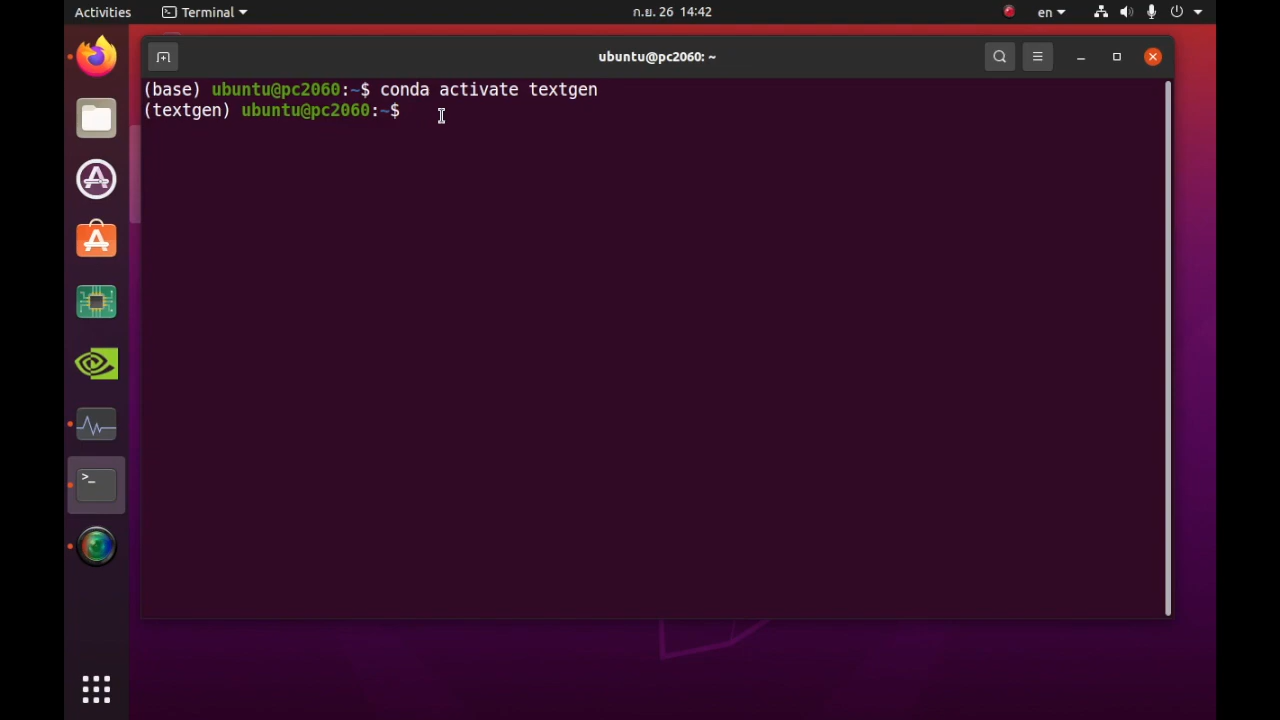 Activities Terminal ก.ย. 26 14:42 en
ubuntu@pc2060: ~
(base) ubuntu@pc2060:~$ conda activate textgen
(textgen) ubuntu@pc2060:~$